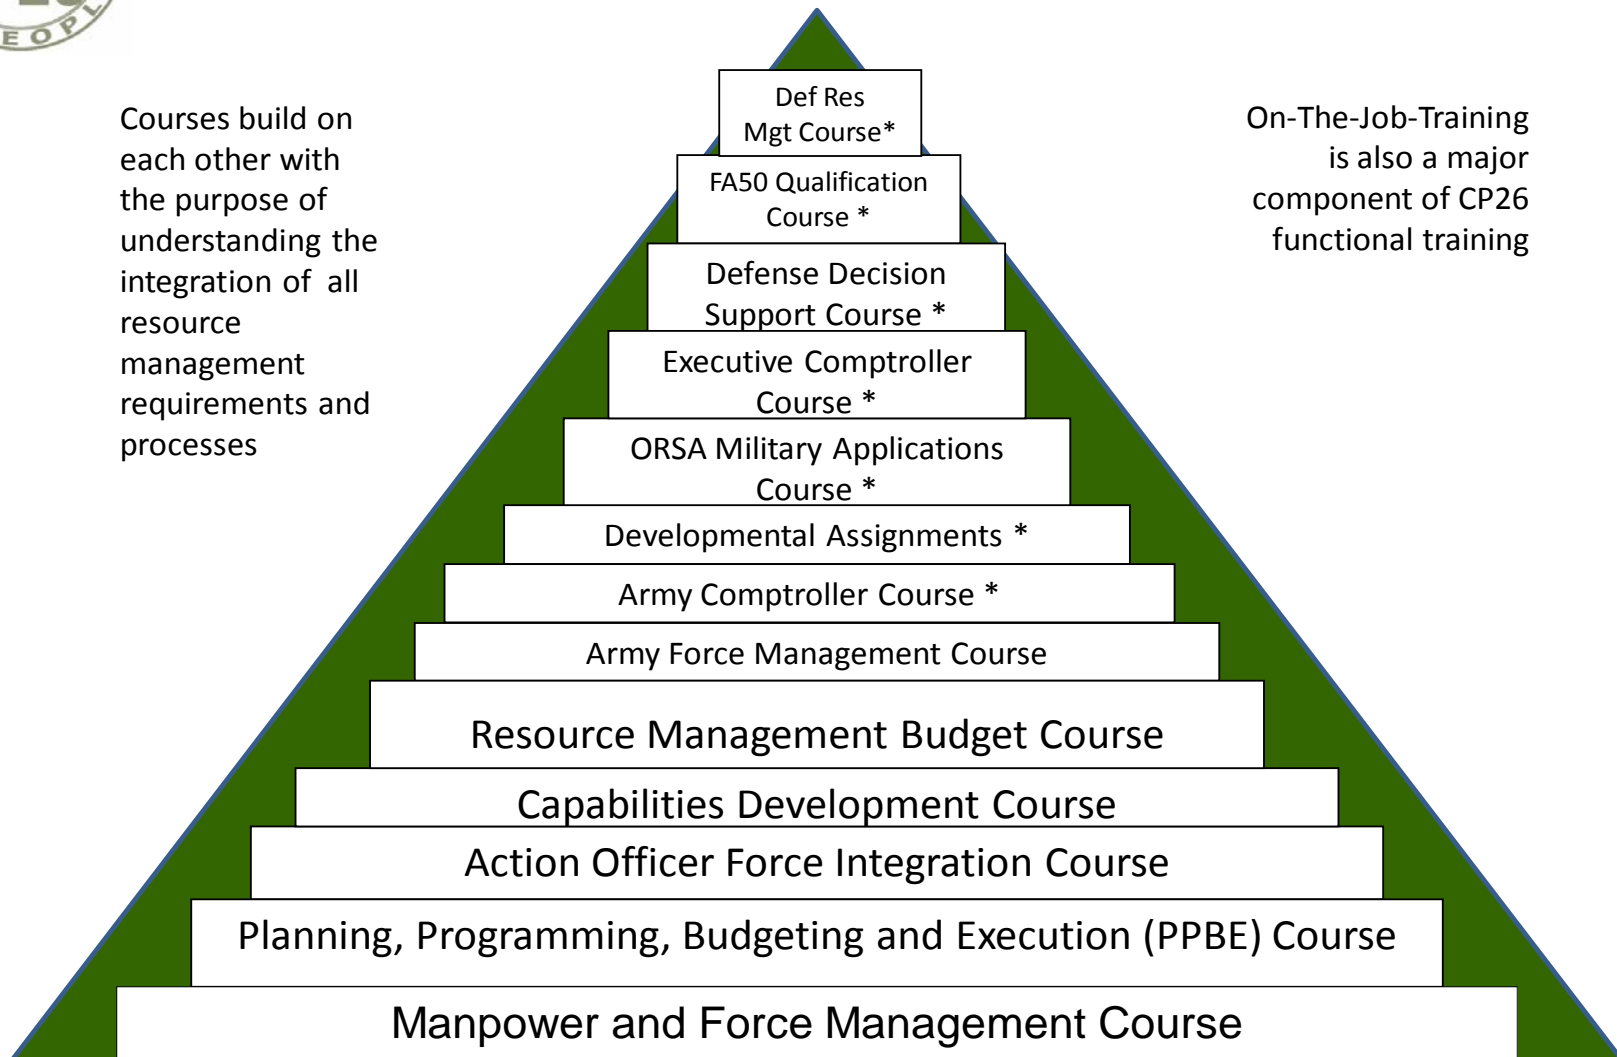 EOPL
Courses build on
each other with
the purpose of
understanding the
integration of all
resource
management
requirements and
processes
On-The-Job-Training
is also a major
component of CP26
functional training
Def Res
Mgt Course*
FA50 Qualification
Course *
Defense Decision
Support Course *
Executive Comptroller
Course *
ORSA Military Applications
Course *
Developmental Assignments *
Army Comptroller Course *
Army Force Management Course
Resource Management Budget Course
Capabilities Development Course
Action Officer Force Integration Course
Planning, Programming, Budgeting and Execution (PPBE) Course
Manpower and Force Management Course